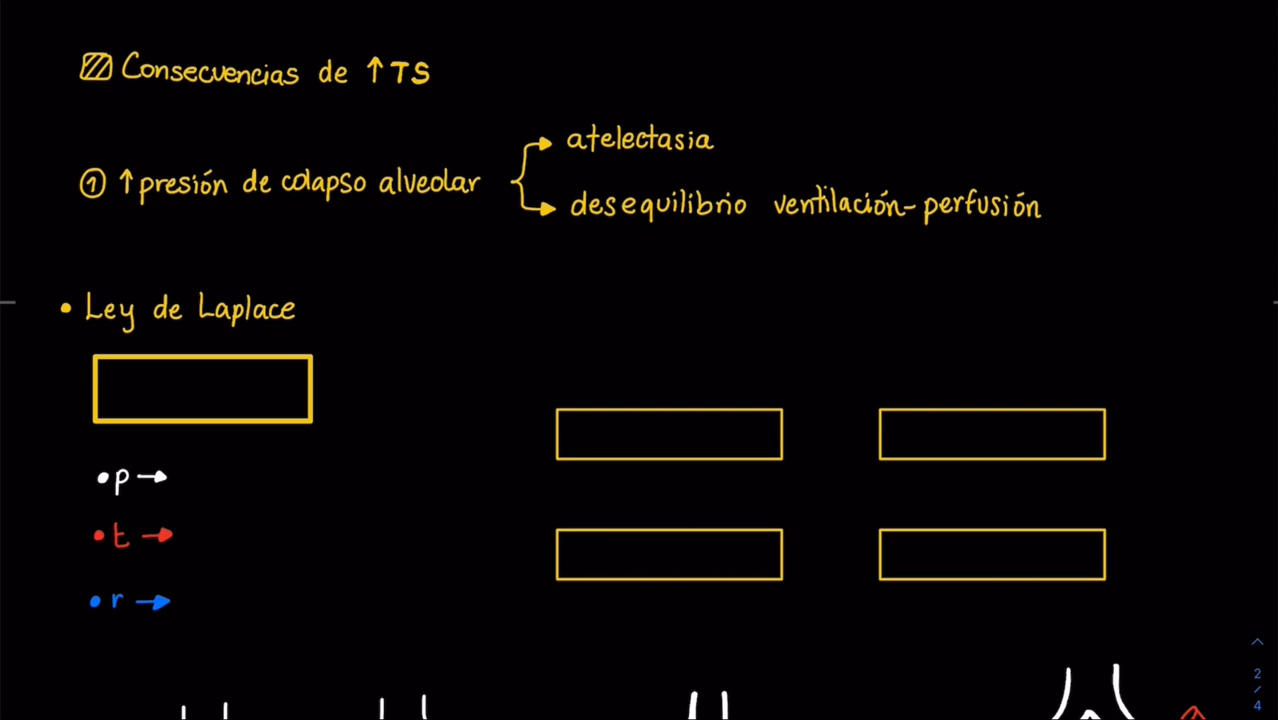 Consecuencias de ↑TS
① ↑presión de colapso alveolar
atelectasia
desequilibrio ventilación-perfusión
• Ley de Laplace
• p →
• t →
• r →
2
/
4